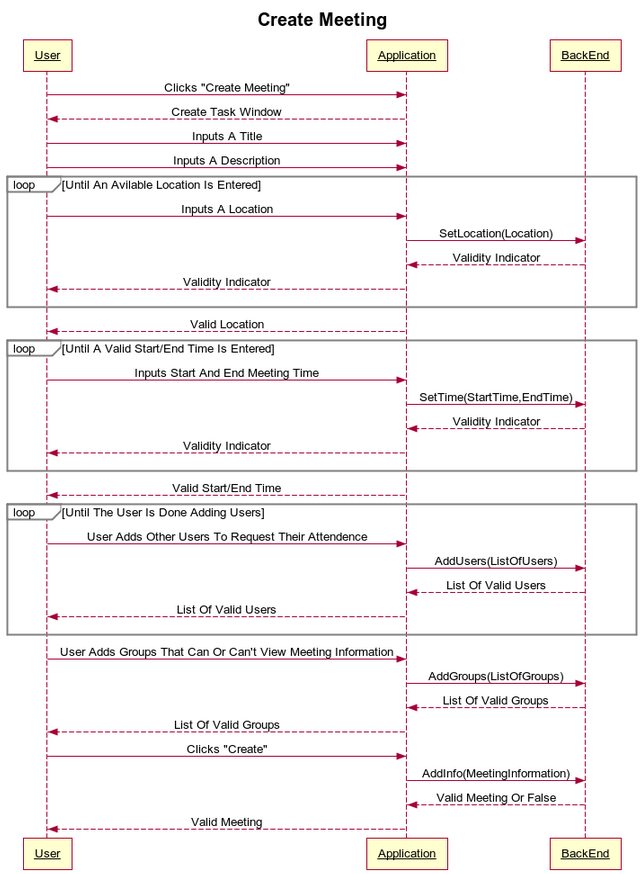 Create Meeting
User Application BackEnd
Clicks "Create Meeting"
Create Task Window
Inputs A Title
Inputs A Description
loop [Until An Avilable Location Is Entered]
Inputs A Location
SetLocation(Location)
Validity Indicator
Validity Indicator
Valid Location
loop [Until A Valid Start/End Time Is Entered]
Inputs Start And End Meeting Time
SetTime(StartTime,EndTime)
Validity Indicator
Validity Indicator
Valid Start/End Time
loop [Until The User Is Done Adding Users]
User Adds Other Users To Request Their Attendence
AddUsers(ListOfUsers)
List Of Valid Users
List Of Valid Users
User Adds Groups That Can Or Can't View Meeting Information
AddGroups(ListOfGroups)
List Of Valid Groups
List Of Valid Groups
Clicks "Create"
AddInfo(MeetingInformation)
Valid Meeting Or False
Valid Meeting
User Application BackEnd